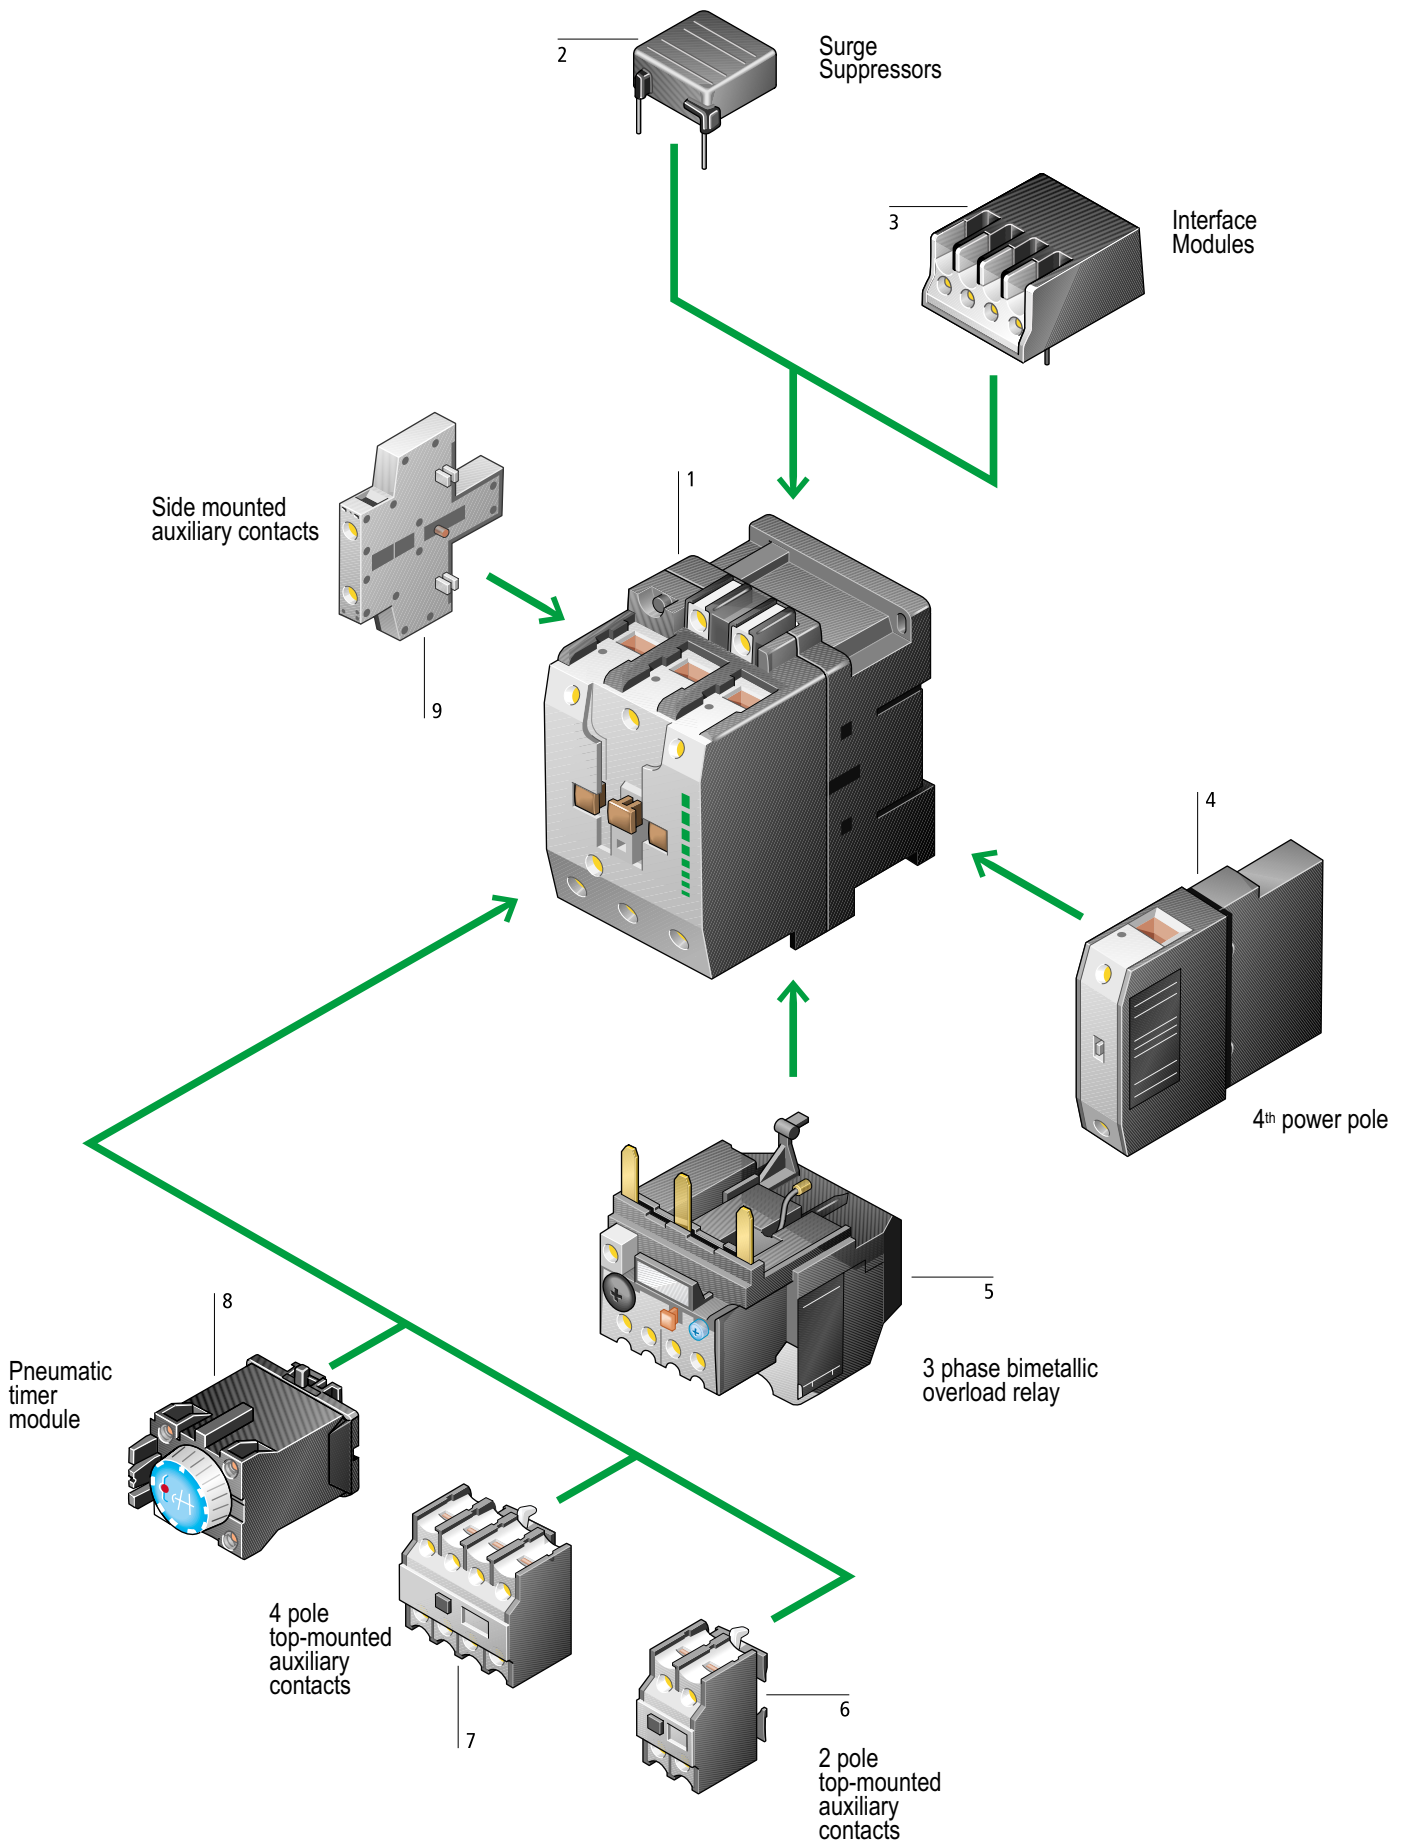 2
Surge
Suppressors
3
Interface
Modules
1
Side mounted
auxiliary contacts
9
4
4th power pole
5
3 phase bimetallic
overload relay
8
Pneumatic
timer
module
4 pole
top-mounted
auxiliary
contacts
7
6
2 pole
top-mounted
auxiliary
contacts